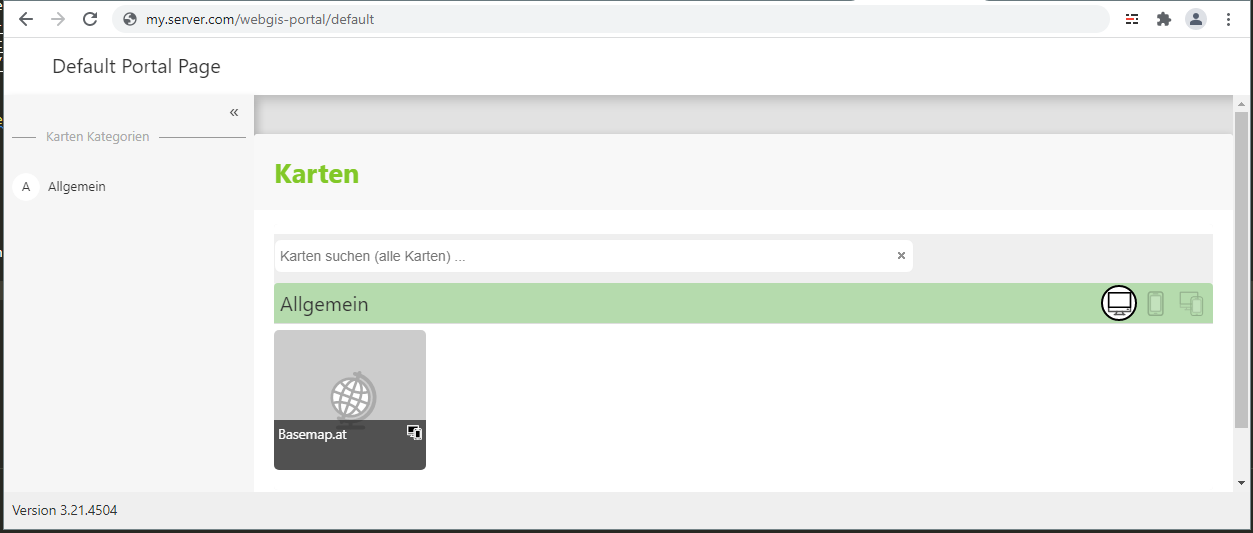 my.server.com/webgis-portal/default
Default Portal Page
«
Karten Kategorien
A Allgemein
Karten
Karten suchen (alle Karten) ...
Allgemein
Basemap.at
Version 3.21.4504